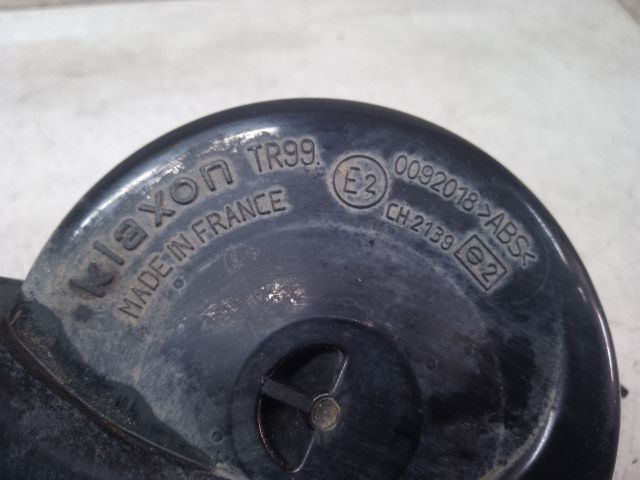 klaxon TR99. E2 0092018 >ABS<
MADE IN FRANCE CH.2139 e2